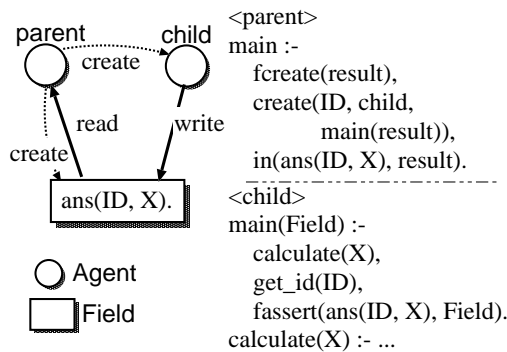 parent
child
create
read
write
create
ans(ID, X).
Agent
Field
<parent>
main :-
fcreate(result),
create(ID, child,
main(result)),
in(ans(ID, X), result).
<child>
main(Field) :-
calculate(X),
get_id(ID),
fassert(ans(ID, X), Field).
calculate(X) :- ...